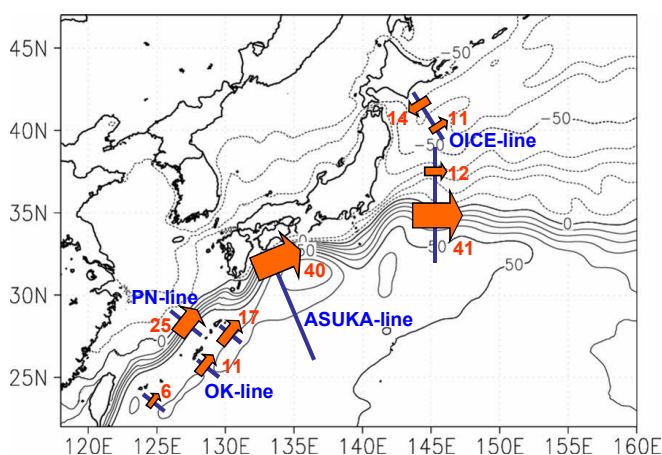 45N
-50
14
11
40N
-50
-50
OICE-line
12
35N
0
0
50
-50
41
40
50
PN-line
30N
17
25
0
ASUKA-line
11
25N
6
OK-line
120E
125E
130E
135E
140E
145E
150E
155E
160E